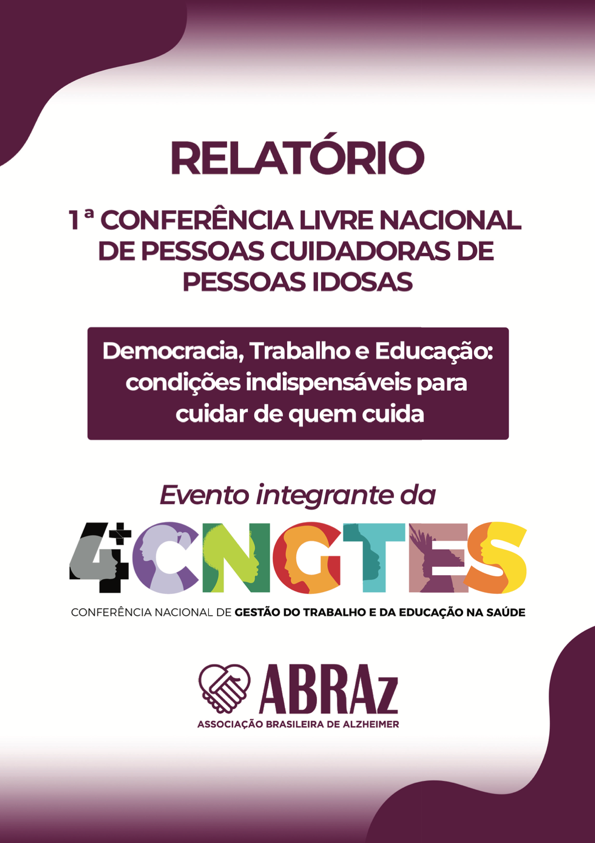 RELATÓRIO
1ª CONFERÊNCIA LIVRE NACIONAL
DE PESSOAS CUIDADORAS DE
PESSOAS IDOSAS
Democracia, Trabalho e Educação:
condições indispensáveis para
cuidar de quem cuida
Evento integrante da
4ª CNGTES
CONFERÊNCIA NACIONAL DE GESTÃO DO TRABALHO E DA EDUCAÇÃO NA SAÚDE
ABRAz
ASSOCIAÇÃO BRASILEIRA DE ALZHEIMER